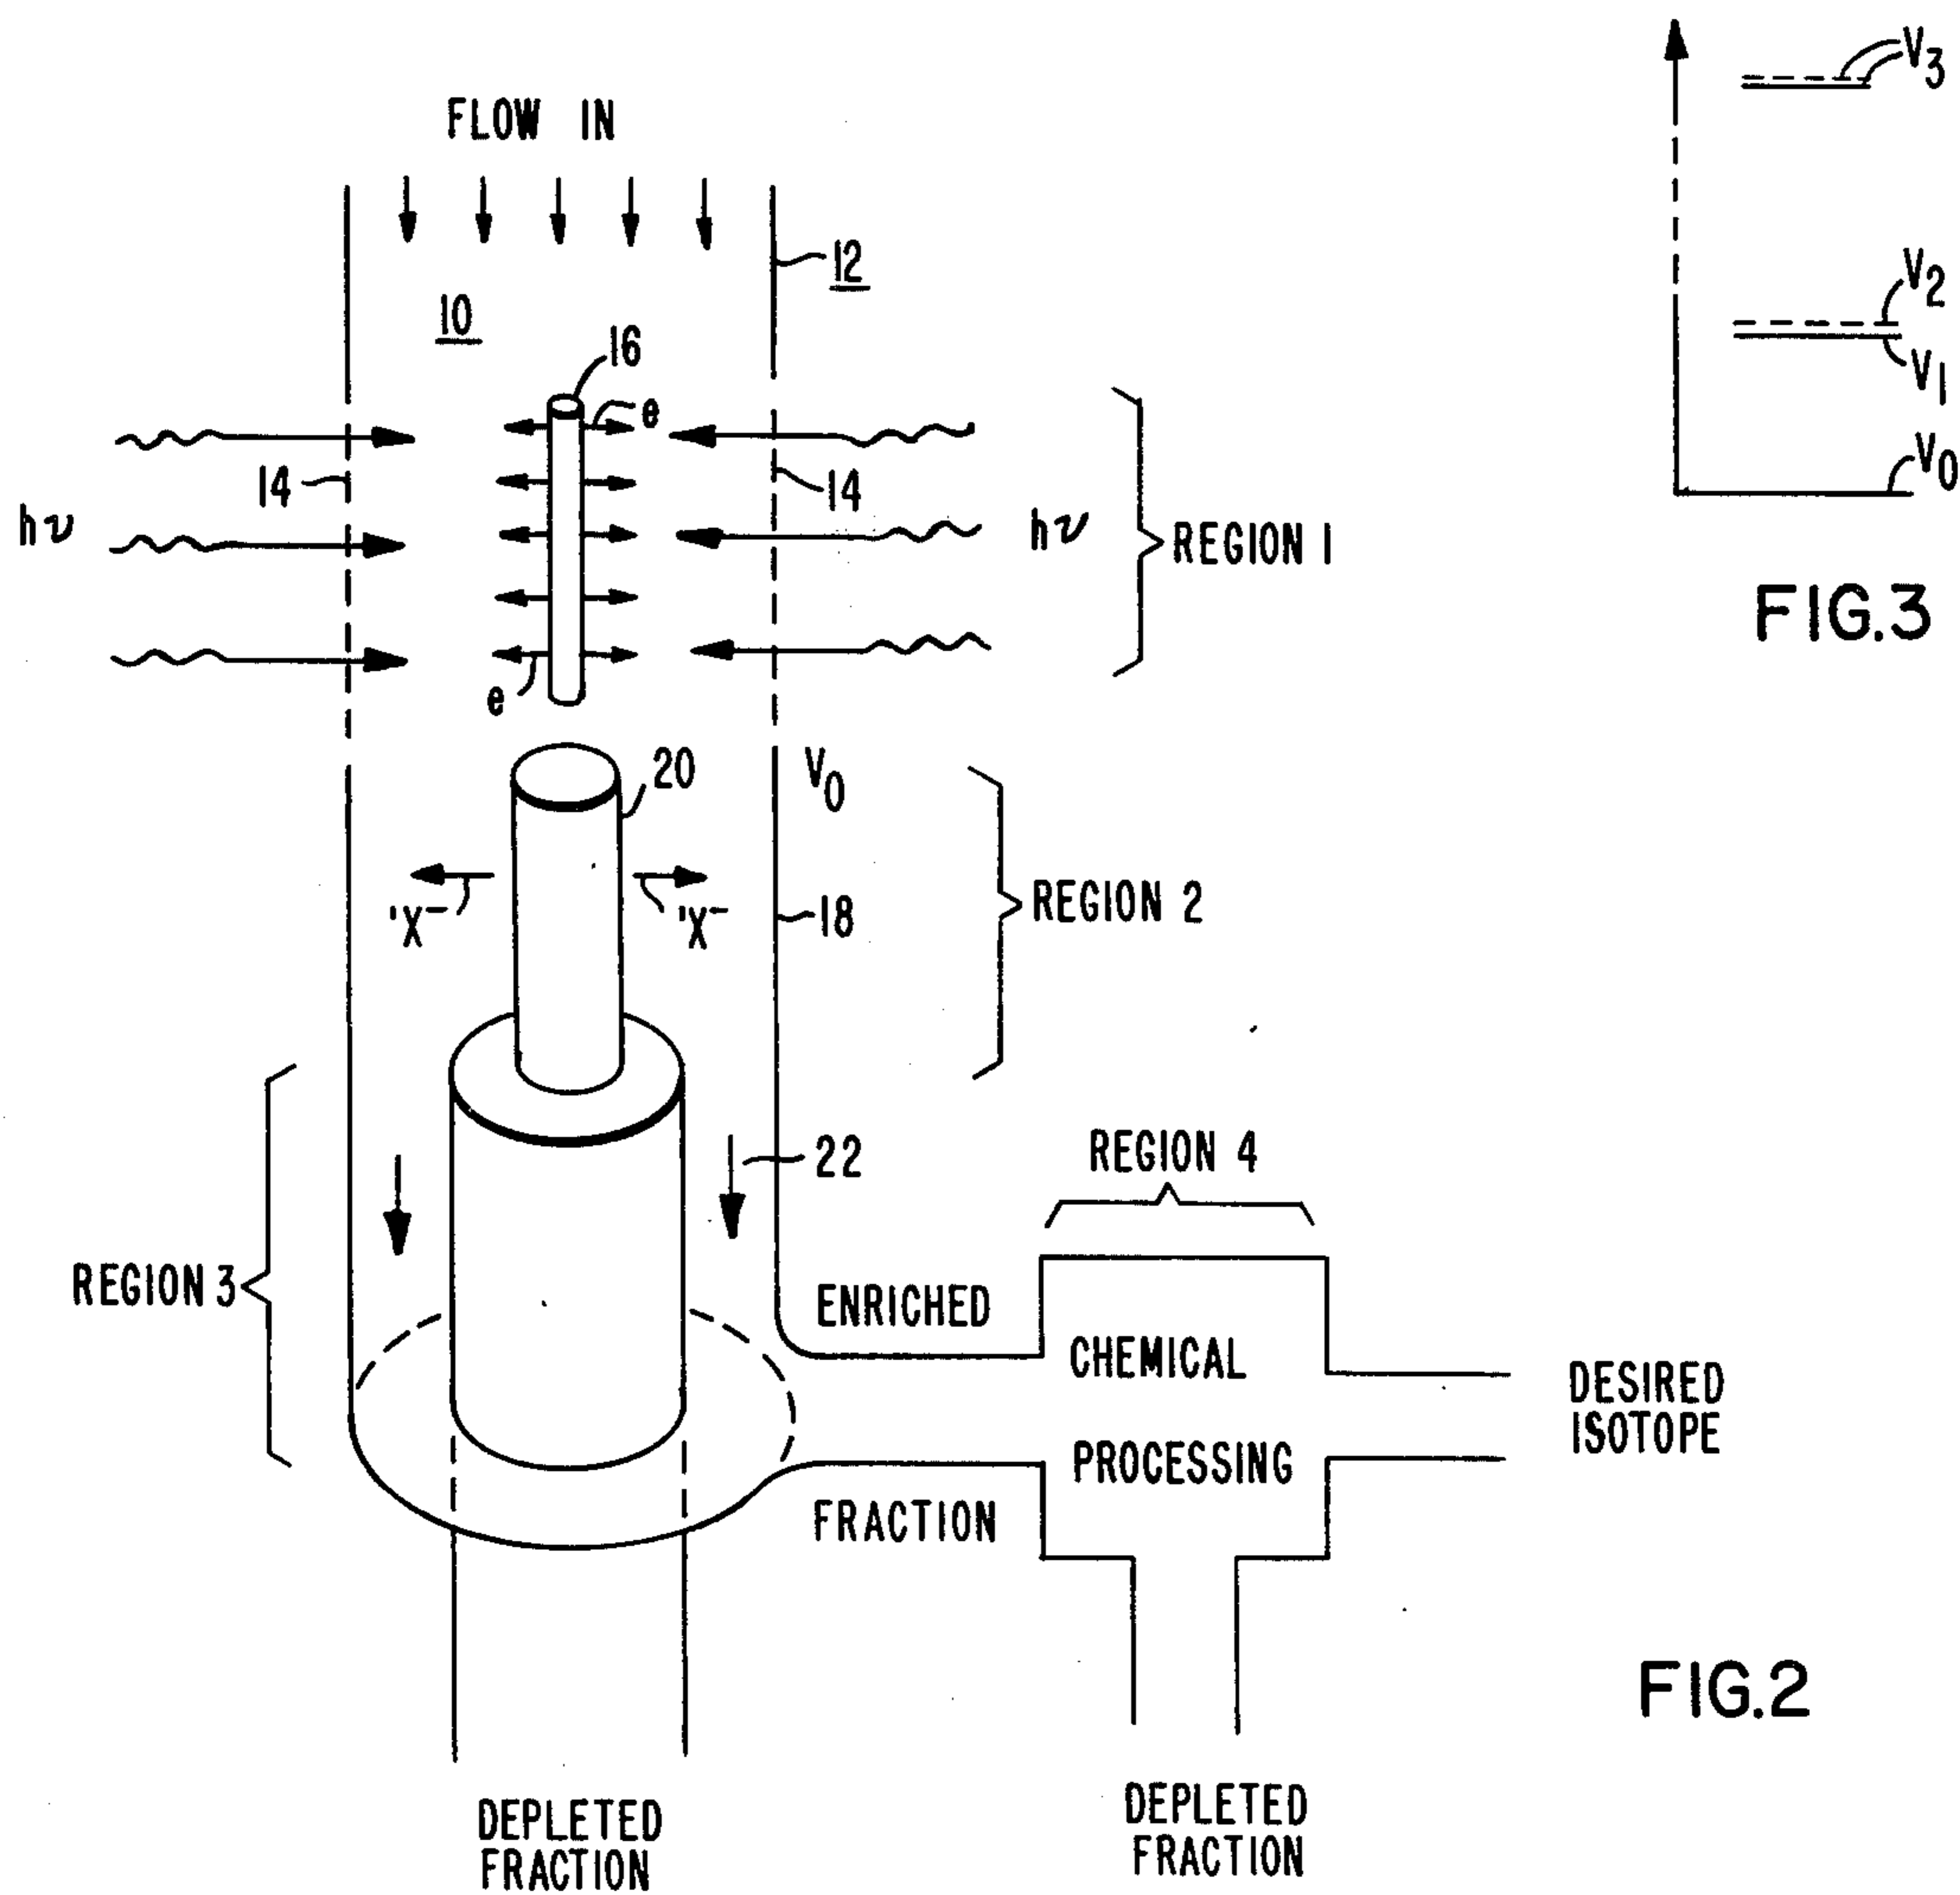 FLOW IN
V3
12
V2
10
16
V1
e
V0
14
14
hν
hν
REGION 1
FIG.3
e
20
V0
'X⁻
'X⁻
18
REGION 2
22
REGION 4
REGION 3
ENRICHED
CHEMICAL
DESIRED
ISOTOPE
PROCESSING
FRACTION
FIG.2
DEPLETED
FRACTION
DEPLETED
FRACTION